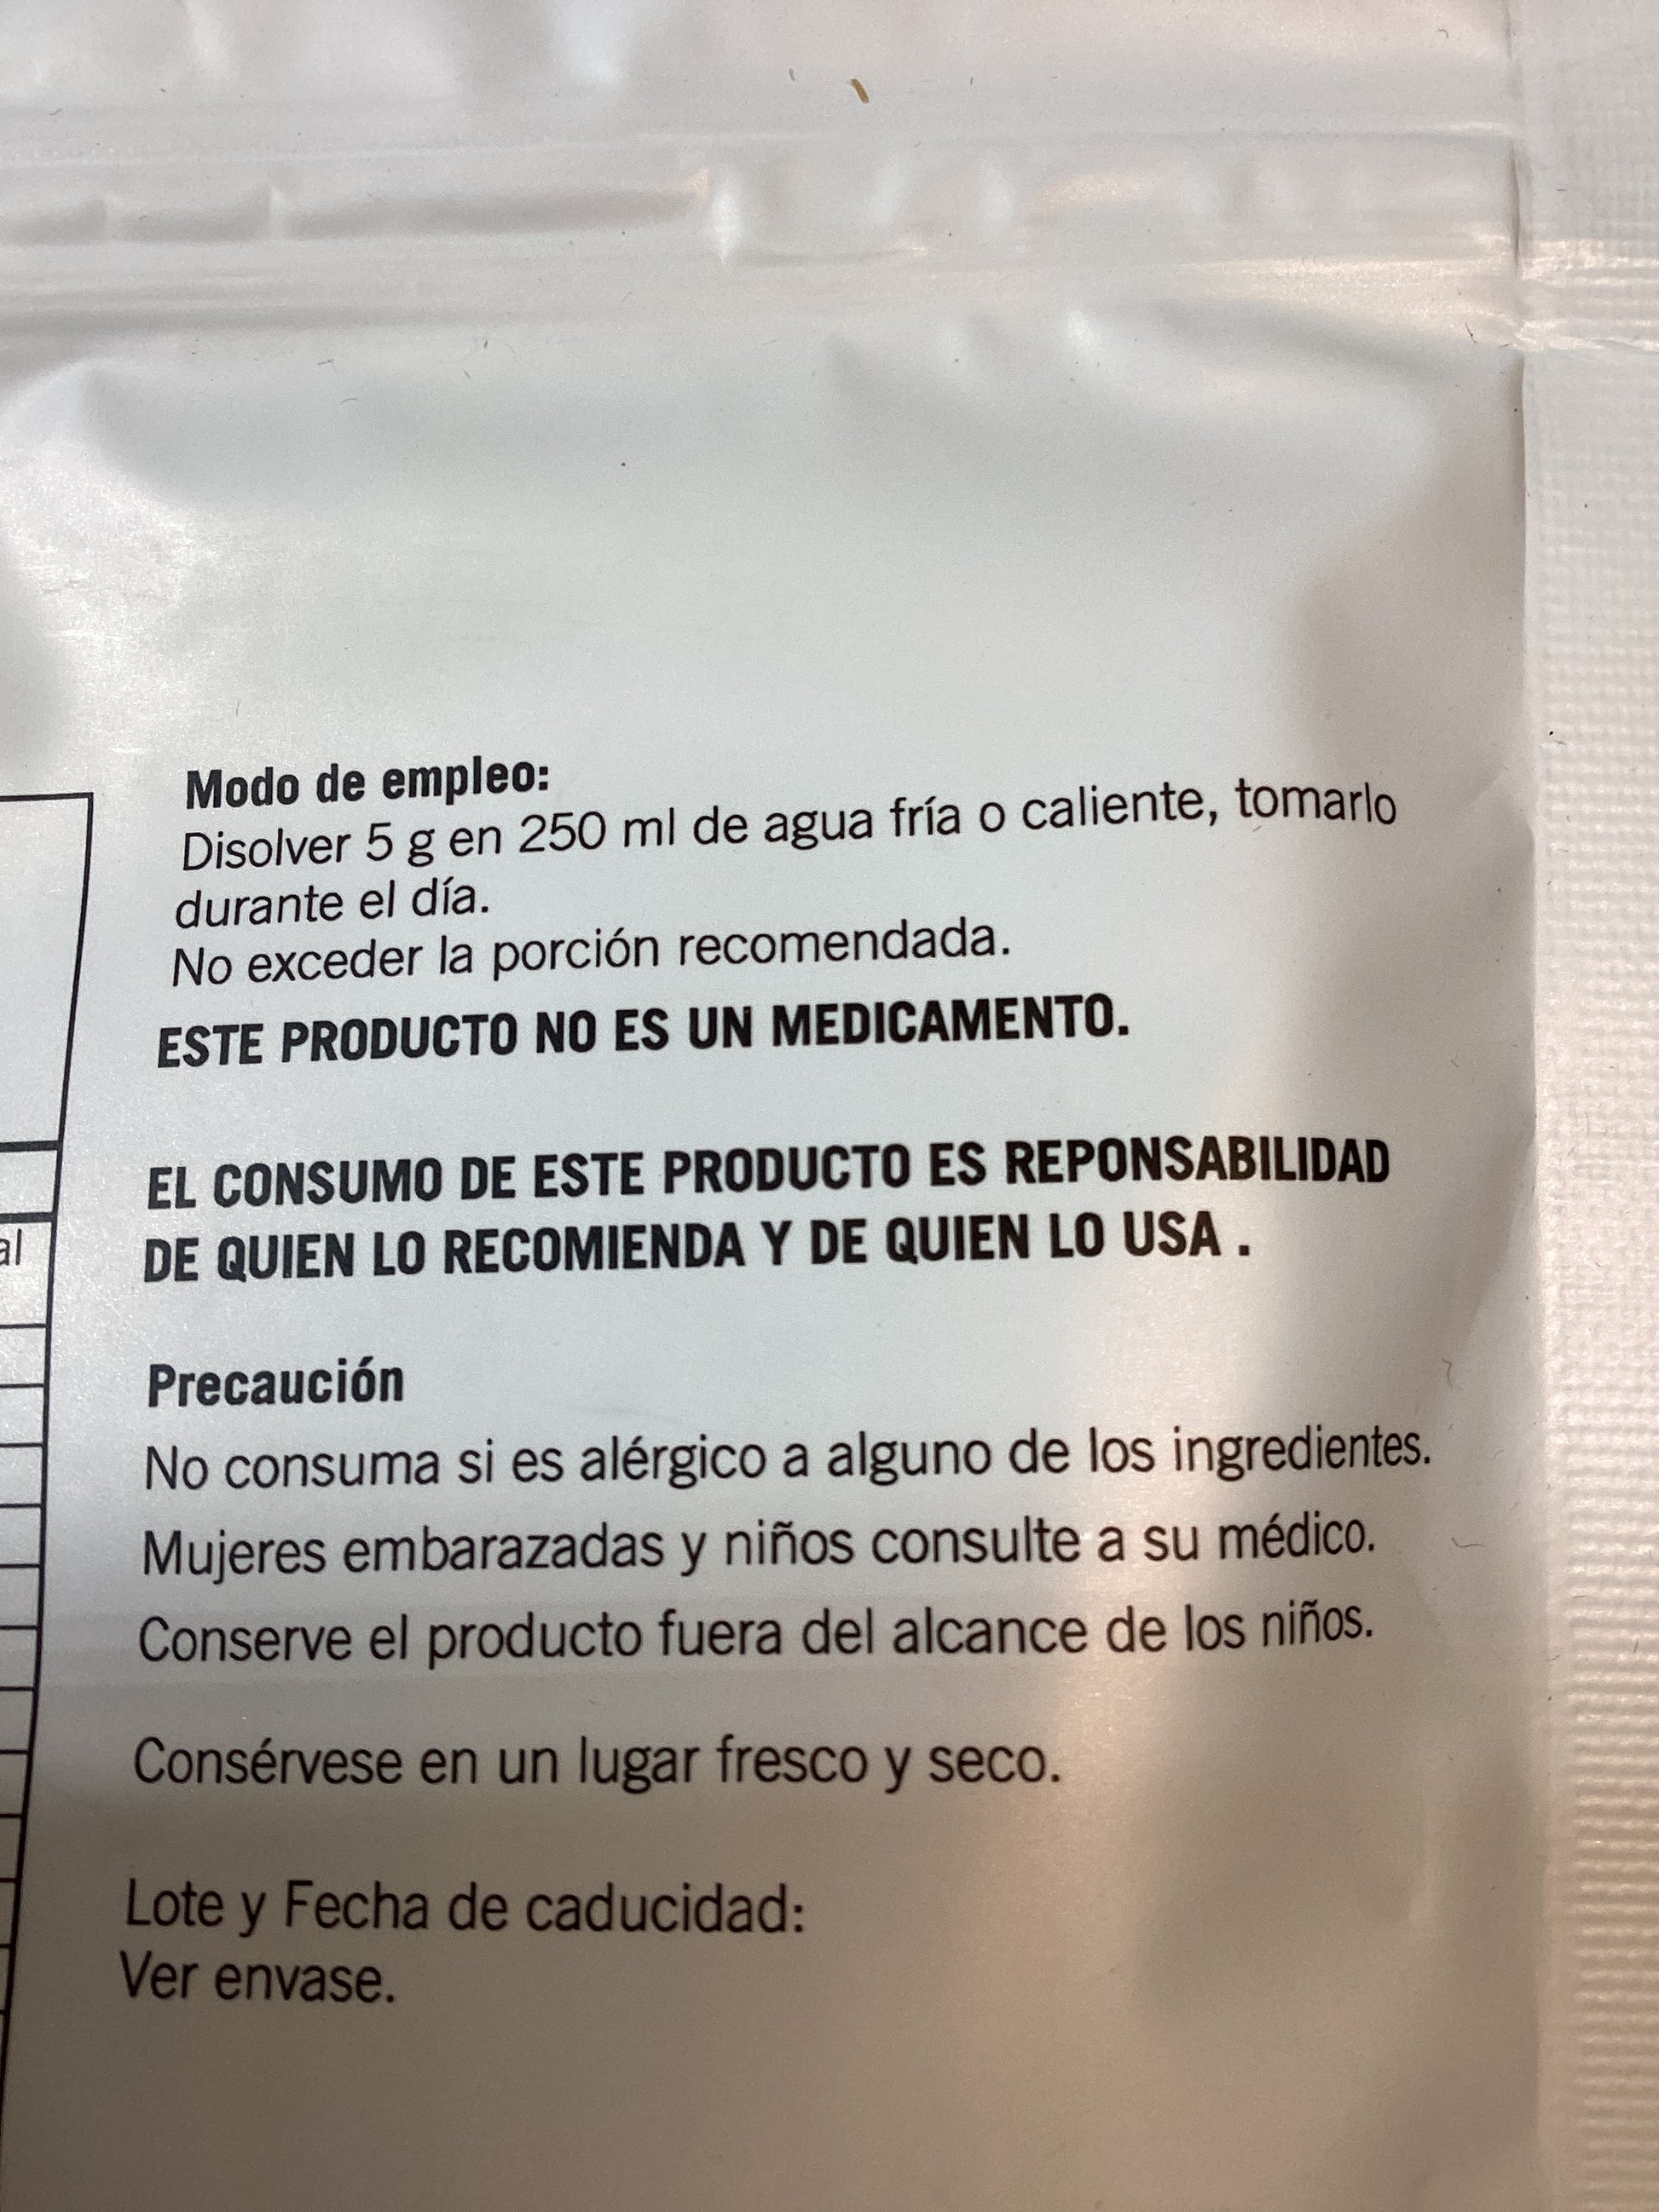 Modo de empleo:
Disolver 5 g en 250 ml de agua fría o caliente, tomarlo
durante el día.
No exceder la porción recomendada.
ESTE PRODUCTO NO ES UN MEDICAMENTO.
EL CONSUMO DE ESTE PRODUCTO ES REPONSABILIDAD
DE QUIEN LO RECOMIENDA Y DE QUIEN LO USA .
al
Precaución
No consuma si es alérgico a alguno de los ingredientes.
Mujeres embarazadas y niños consulte a su médico.
Conserve el producto fuera del alcance de los niños.
Consérvese en un lugar fresco y seco.
Lote y Fecha de caducidad:
Ver envase.